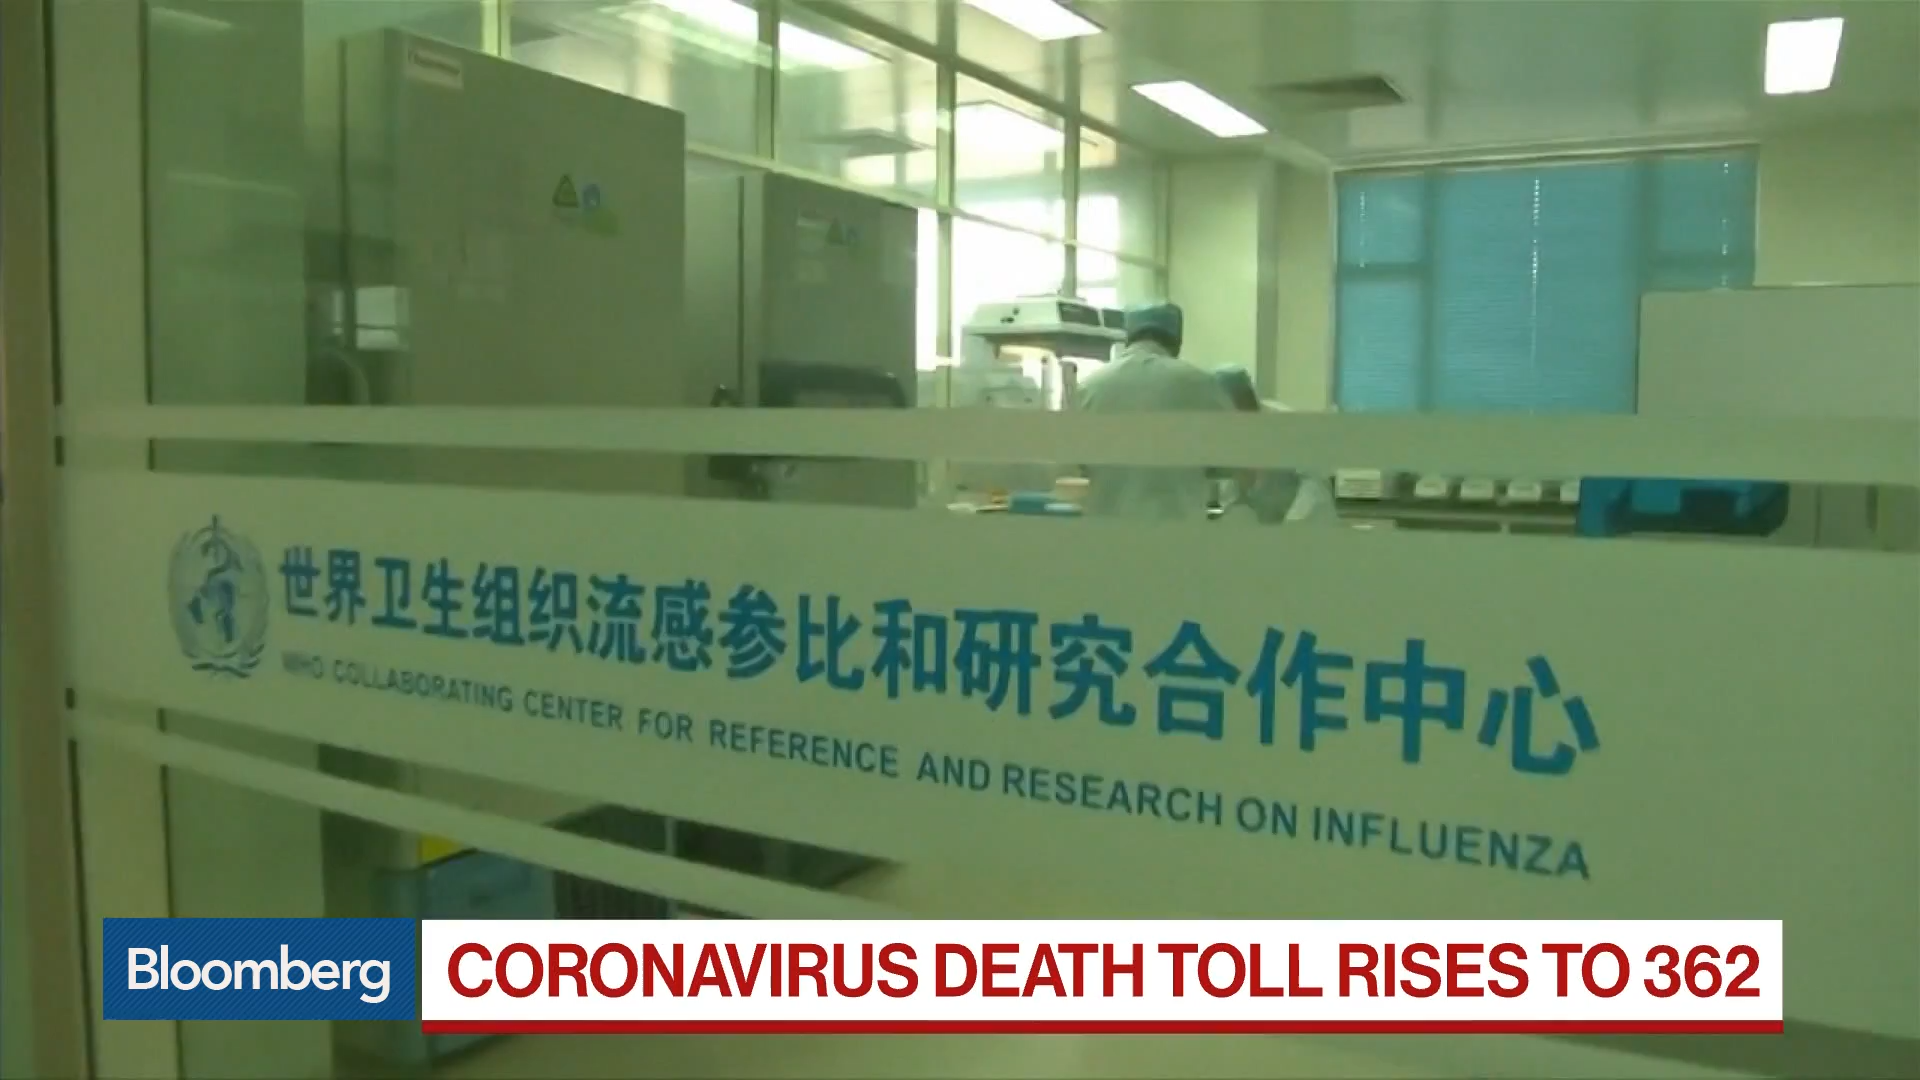 世界卫生组织流感参比和研究合作中心
WHO COLLABORATING CENTER FOR REFERENCE AND RESEARCH ON INFLUENZA
Bloomberg
CORONAVIRUS DEATH TOLL RISES TO 362